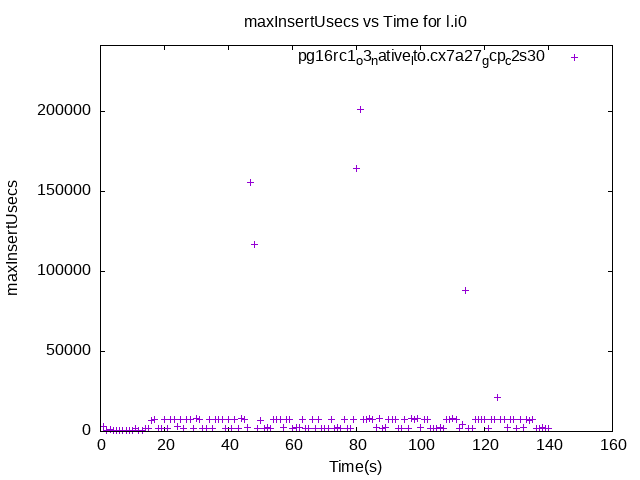 maxInsertUsecs vs Time for l.i0
pg16rc1_o3_native_lto.cx7a27_gcp_c2s30
maxInsertUsecs
200000
150000
100000
50000
0
0 20 40 60 80 100 120 140 160
Time(s)